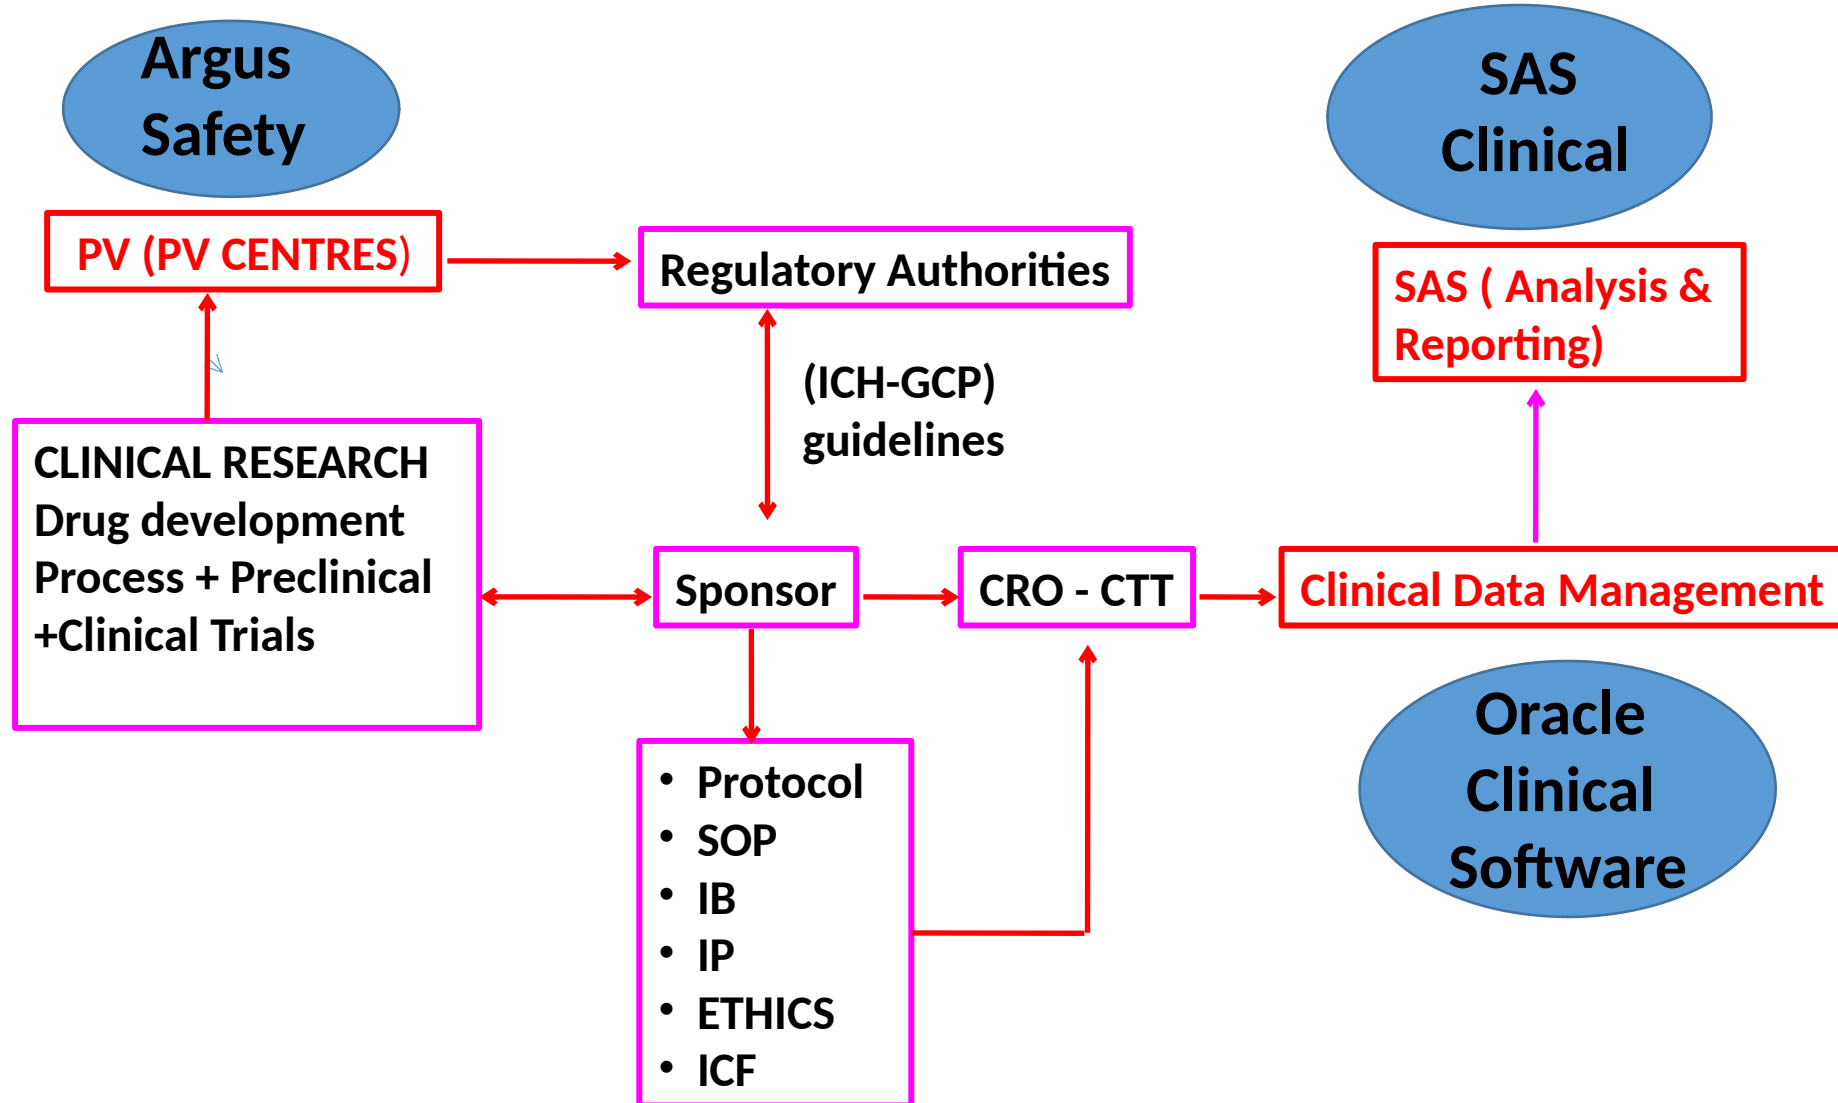 Argus
Safety
SAS
Clinical
PV (PV CENTRES)
Regulatory Authorities
SAS ( Analysis &
Reporting)
(ICH-GCP)
guidelines
CLINICAL RESEARCH
Drug development
Process + Preclinical
+Clinical Trials
Sponsor
CRO - CTT
Clinical Data Management
Oracle
Clinical
Software
• Protocol
• SOP
• IB
• IP
• ETHICS
• ICF